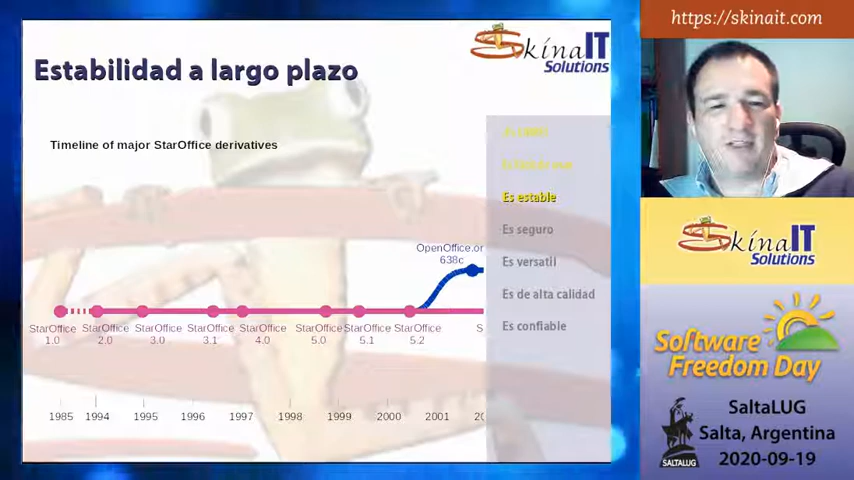 https://skinait.com
SkinaIT
Solutions
Estabilidad a largo plazo
Timeline of major StarOffice derivatives
Es estable
Es seguro
Es versatil
Es de alta calidad
Es confiable
OpenOffice.or
638c
StarOffice 1.0
StarOffice 2.0
StarOffice 3.0
StarOffice 3.1
StarOffice 4.0
StarOffice 5.0
StarOffice 5.1
StarOffice 5.2
S
1985 1994 1995 1996 1997 1998 1999 2000 2001 20
SkínaIT
Solutions
Software
Freedom Day
SaltaLUG
Salta, Argentina
2020-09-19
SALTALUG